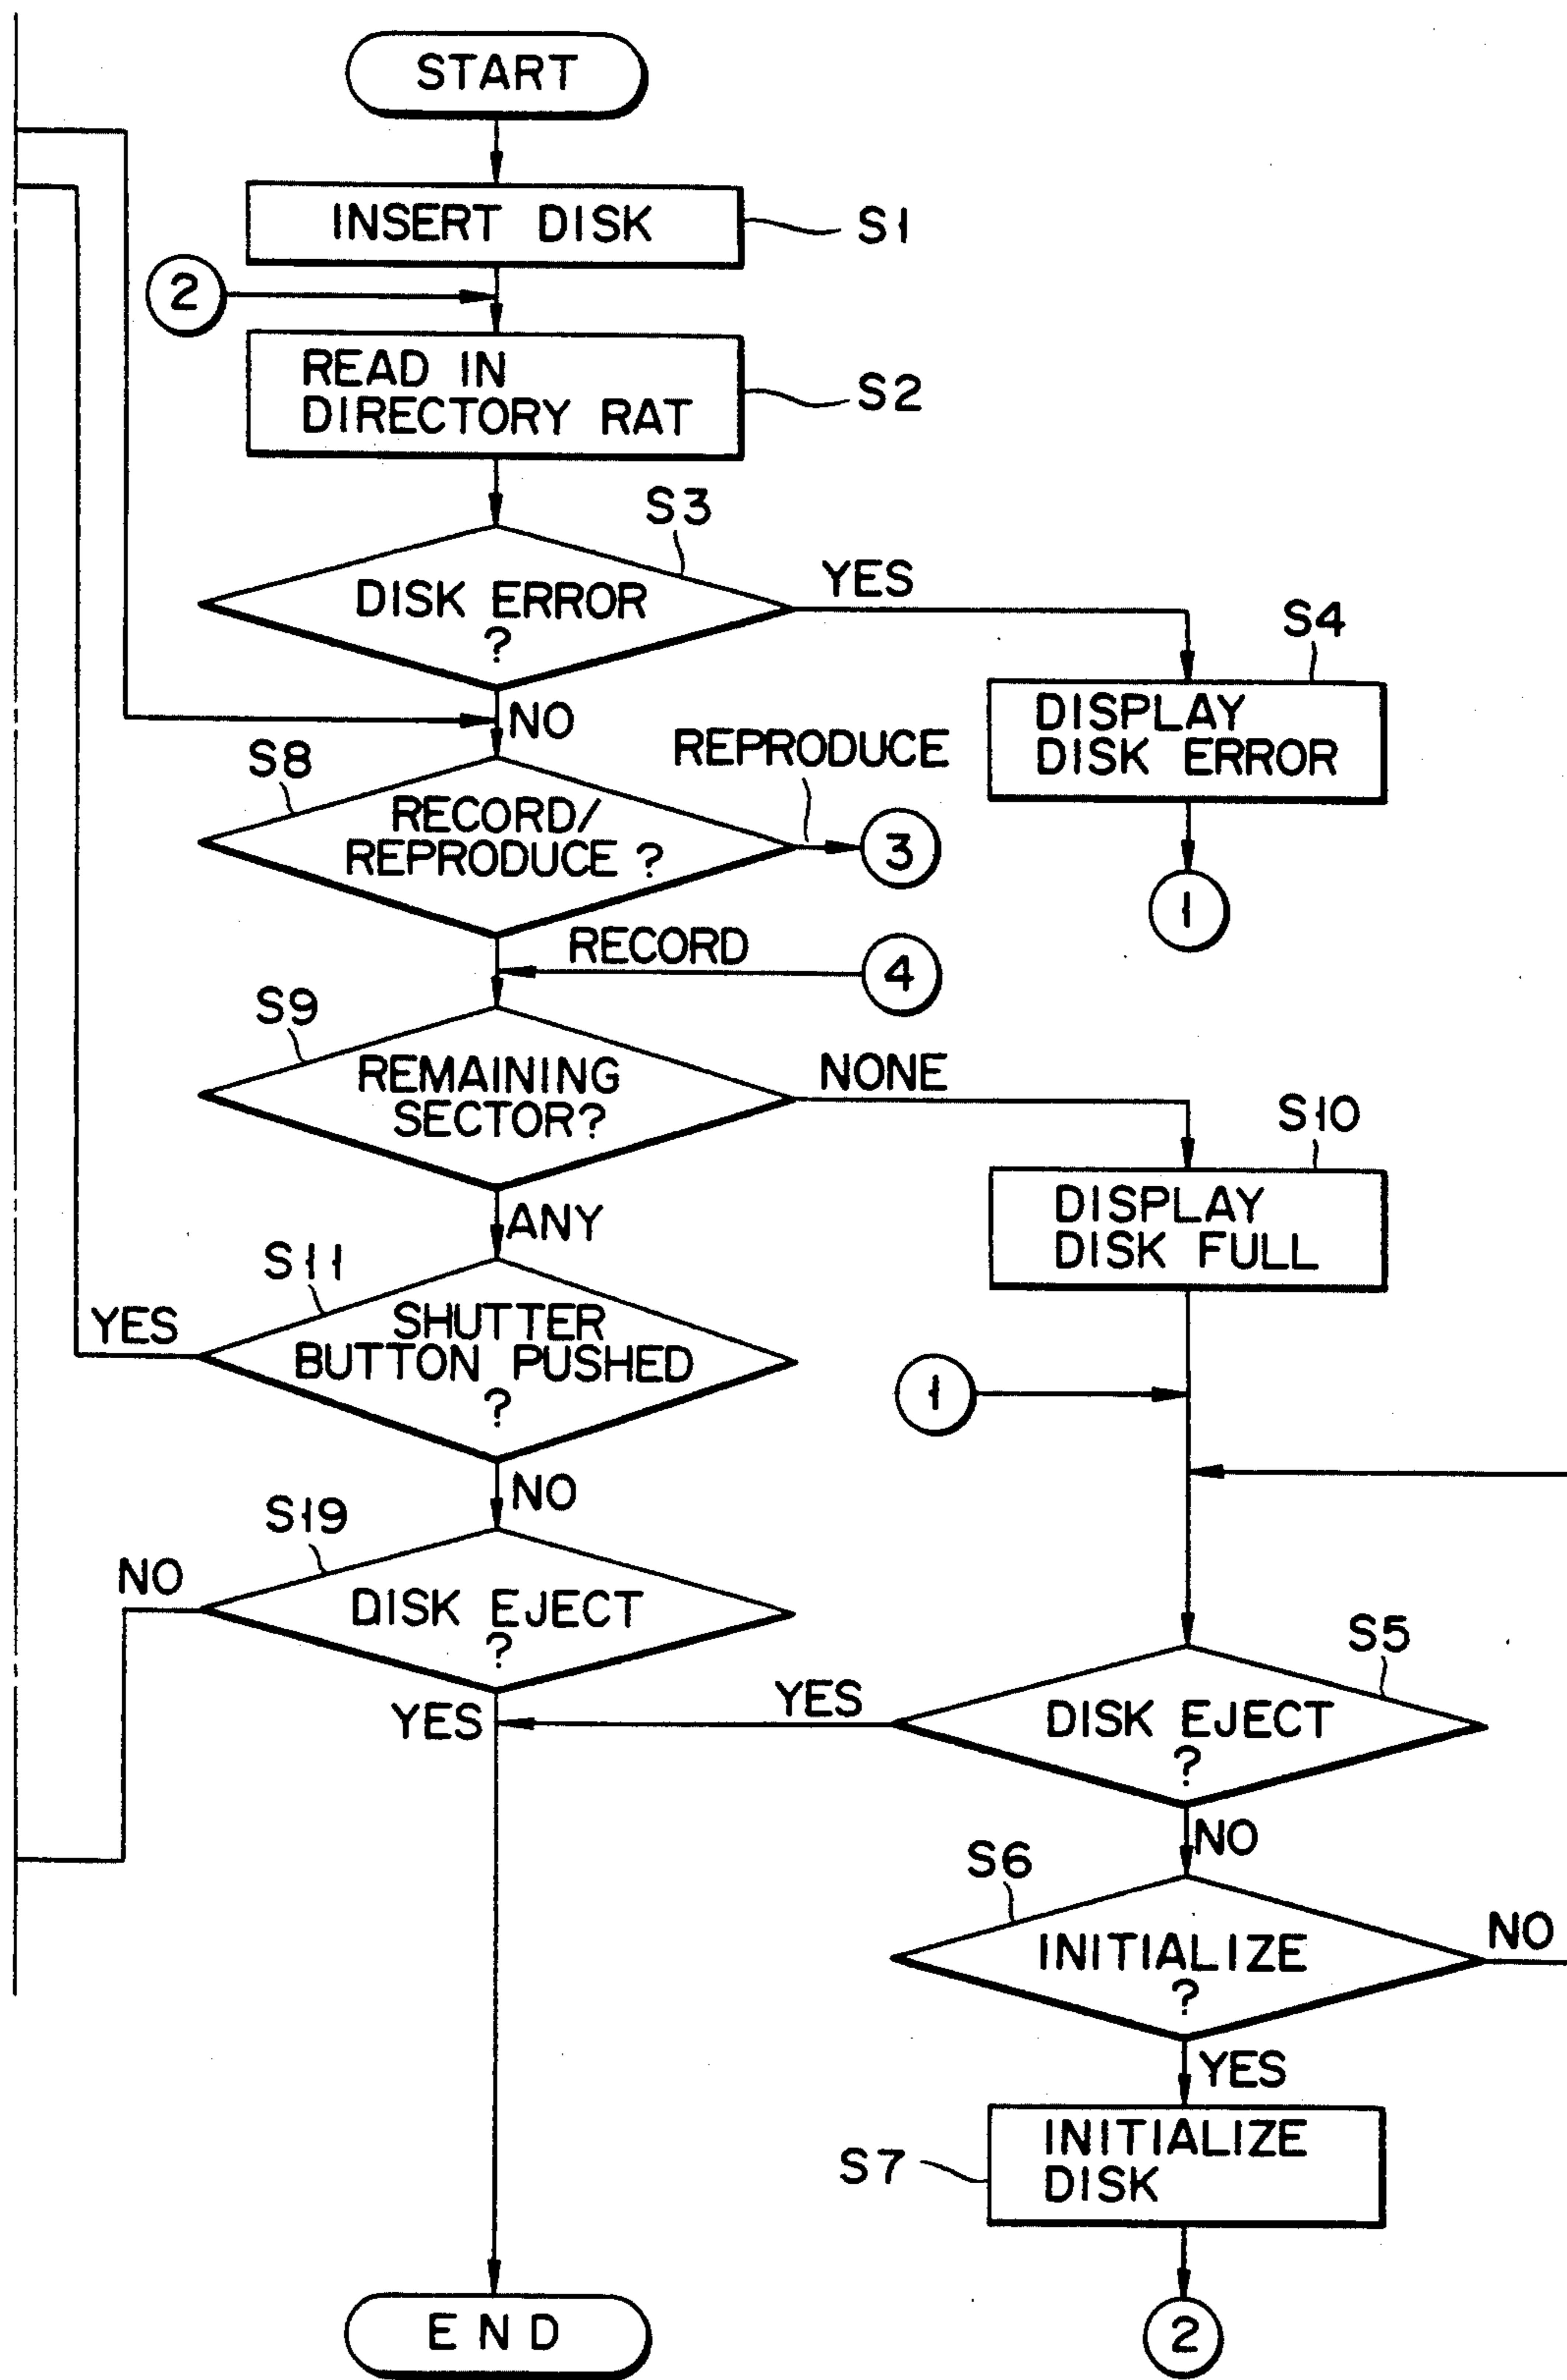 START
INSERT DISK
S1
2
READ IN
DIRECTORY RAT
S2
S3
DISK ERROR
?
YES
S4
DISPLAY
DISK ERROR
NO
S8
REPRODUCE
RECORD/
REPRODUCE ?
3
1
RECORD
4
S9
REMAINING
SECTOR?
NONE
S10
DISPLAY
DISK FULL
ANY
S11
SHUTTER
BUTTON PUSHED
?
YES
1
NO
S19
NO
DISK EJECT
?
YES
YES
S5
DISK EJECT
?
NO
S6
INITIALIZE
?
NO
YES
S7
INITIALIZE
DISK
END
2